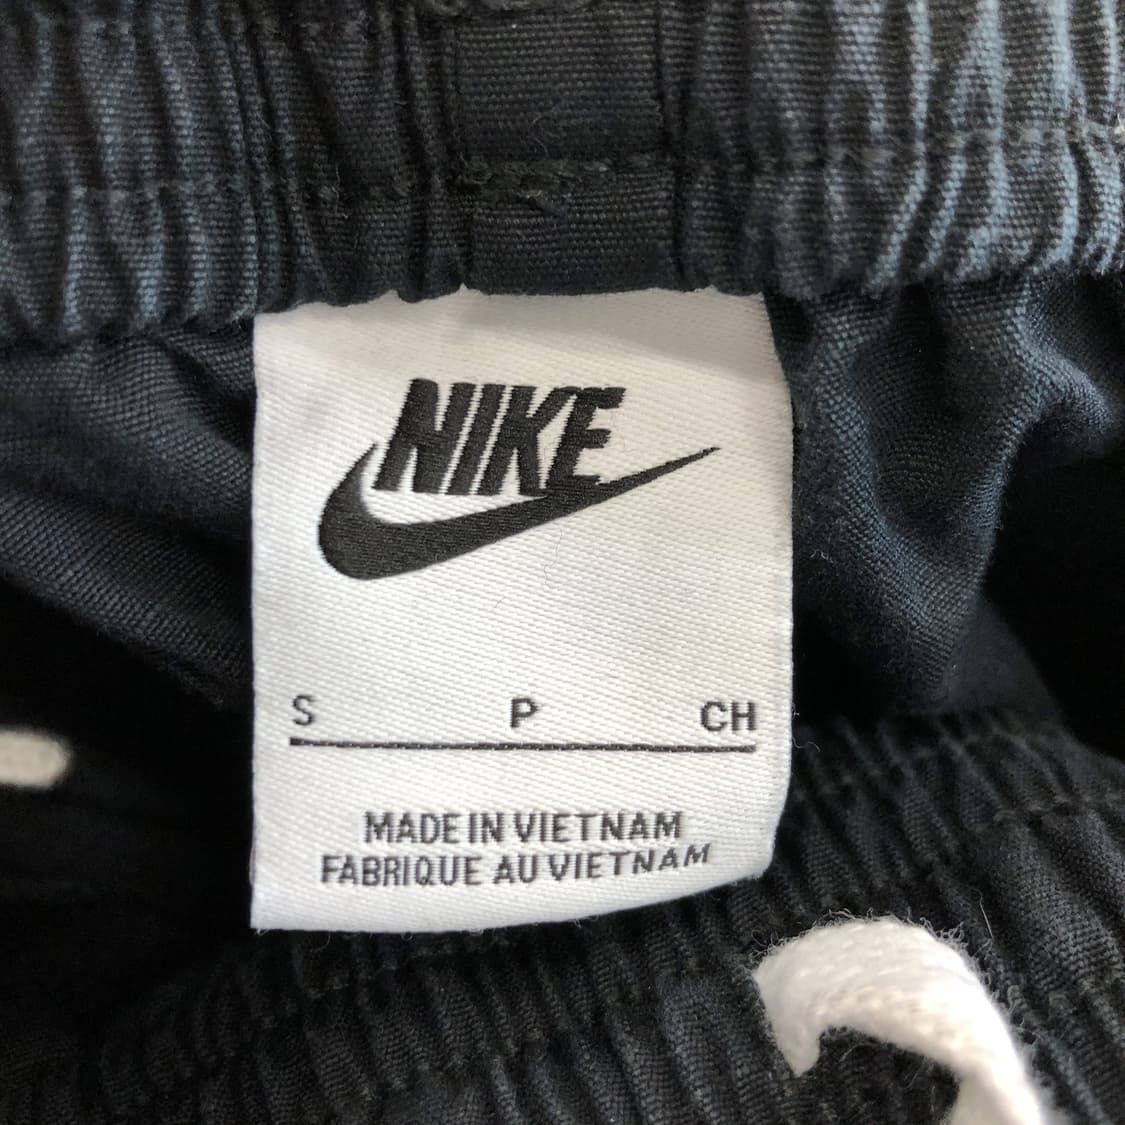 NIKE
S P CH
MADE IN VIETNAM
FABRIQUE AU VIETNAM